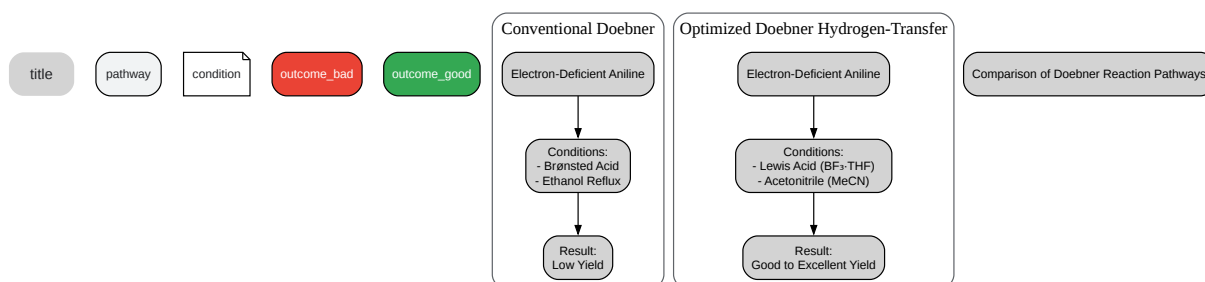 title
pathway
condition
outcome_bad
outcome_good
Conventional Doebner
Electron-Deficient Aniline
Conditions:
- Brønsted Acid
- Ethanol Reflux
Result:
Low Yield
Optimized Doebner Hydrogen-Transfer
Electron-Deficient Aniline
Conditions:
- Lewis Acid (BF₃·THF)
- Acetonitrile (MeCN)
Result:
Good to Excellent Yield
Comparison of Doebner Reaction Pathways